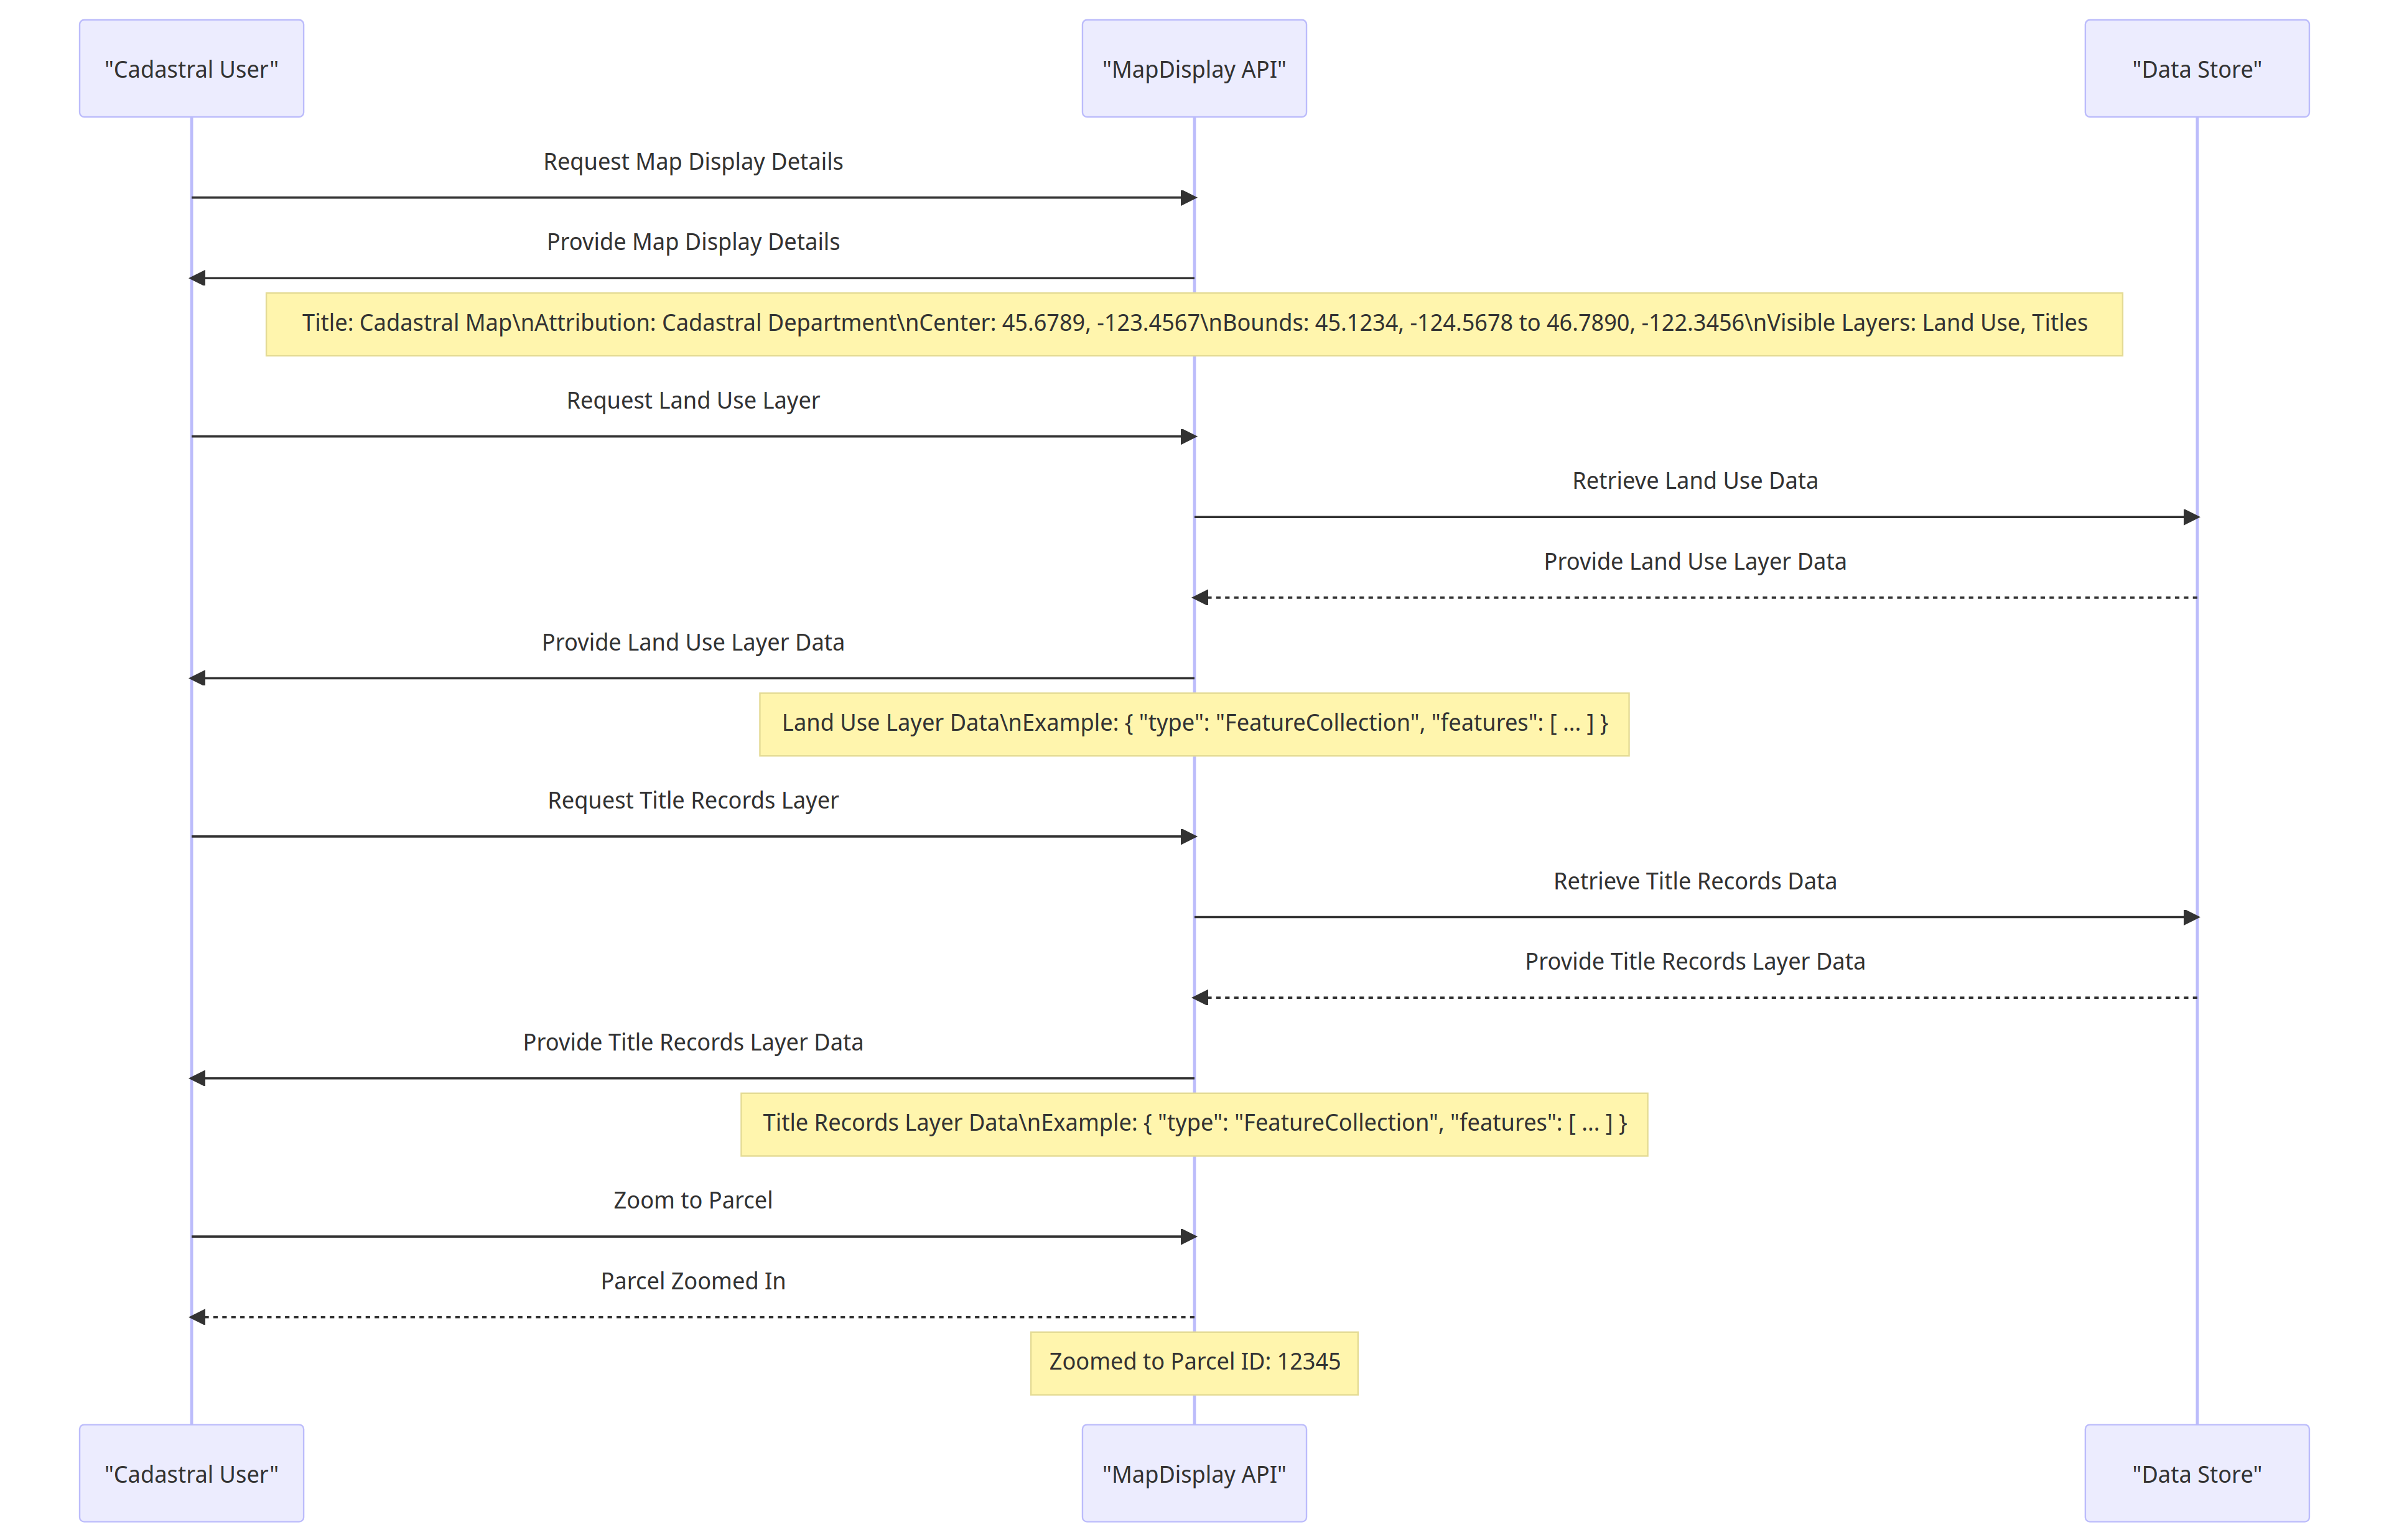 "Cadastral User"
"MapDisplay API"
"Data Store"
Request Map Display Details
Provide Map Display Details
Title: Cadastral Map\nAttribution: Cadastral Department\nCenter: 45.6789, -123.4567\nBounds: 45.1234, -124.5678 to 46.7890, -122.3456\nVisible Layers: Land Use, Titles
Request Land Use Layer
Retrieve Land Use Data
Provide Land Use Layer Data
Provide Land Use Layer Data
Land Use Layer Data\nExample: { "type": "FeatureCollection", "features": [ ... ] }
Request Title Records Layer
Retrieve Title Records Data
Provide Title Records Layer Data
Provide Title Records Layer Data
Title Records Layer Data\nExample: { "type": "FeatureCollection", "features": [ ... ] }
Zoom to Parcel
Parcel Zoomed In
Zoomed to Parcel ID: 12345
"Cadastral User"
"MapDisplay API"
"Data Store"